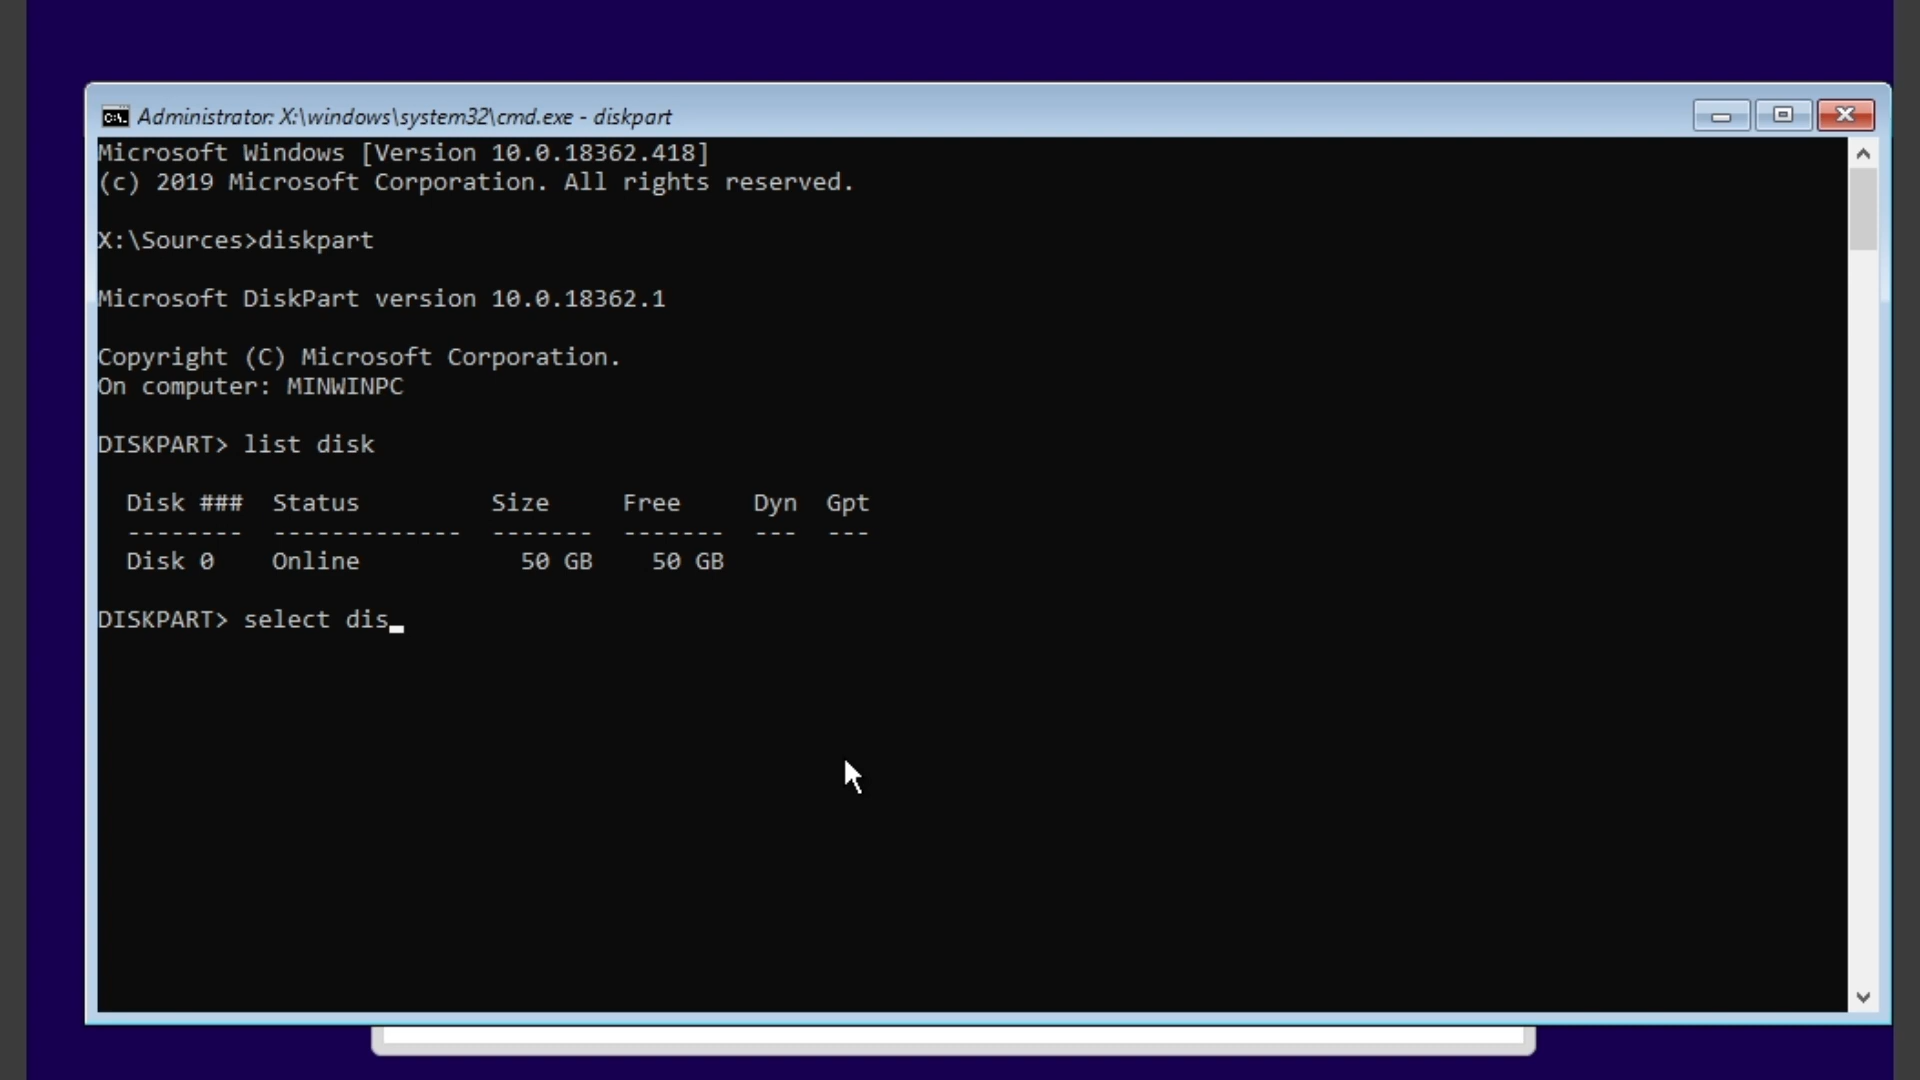 Administrator: X:\windows\system32\cmd.exe - diskpart
Microsoft Windows [Version 10.0.18362.418]
(c) 2019 Microsoft Corporation. All rights reserved.
X:\Sources>diskpart
Microsoft DiskPart version 10.0.18362.1
Copyright (C) Microsoft Corporation.
On computer: MINWINPC
DISKPART> list disk
  Disk ###  Status         Size     Free     Dyn  Gpt
  --------  -------------  -------  -------  ---  ---
  Disk 0    Online           50 GB    50 GB
DISKPART> select dis